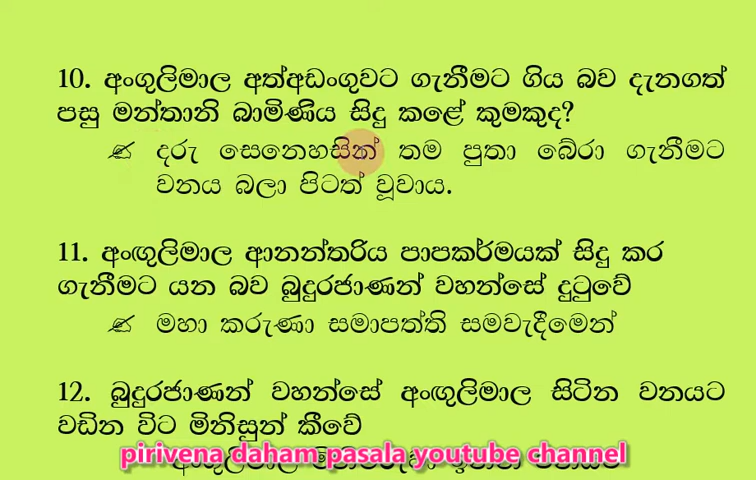 10. අංගුලිමාල අත්අඩංගුවට ගැනීමට ගිය බව දැනගත්
පසු මන්තානි බාමිණිය සිදු කළේ කුමකුද?
දරු සෙනෙහසින් තම පුතා බේරා ගැනීමට
වනය බලා පිටත් වූවාය.
11. අංඟුලිමාල ආනන්තරිය පාපකර්මයක් සිදු කර
ගැනීමට යන බව බුදුරජාණන් වහන්සේ දුටුවේ
මහා කරුණා සමාපත්ති සමවැදීමෙන්
12. බුදුරජාණන් වහන්සේ අංඟුලිමාල සිටින වනයට
වඩින විට මිනිසුන් කීවේ
pirivena daham pasala youtube channel